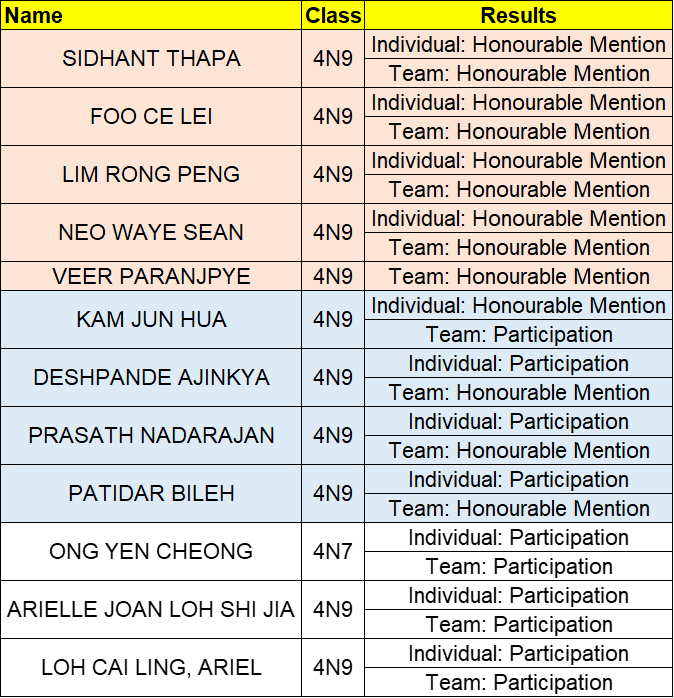 Name Class Results
SIDHANT THAPA 4N9 Individual: Honourable Mention
Team: Honourable Mention
FOO CE LEI 4N9 Individual: Honourable Mention
Team: Honourable Mention
LIM RONG PENG 4N9 Individual: Honourable Mention
Team: Honourable Mention
NEO WAYE SEAN 4N9 Individual: Honourable Mention
Team: Honourable Mention
VEER PARANJPYE 4N9 Team: Honourable Mention
KAM JUN HUA 4N9 Individual: Honourable Mention
Team: Participation
DESHPANDE AJINKYA 4N9 Individual: Participation
Team: Honourable Mention
PRASATH NADARAJAN 4N9 Individual: Participation
Team: Honourable Mention
PATIDAR BILEH 4N9 Individual: Participation
Team: Honourable Mention
ONG YEN CHEONG 4N7 Individual: Participation
Team: Participation
ARIELLE JOAN LOH SHI JIA 4N9 Individual: Participation
Team: Participation
LOH CAI LING, ARIEL 4N9 Individual: Participation
Team: Participation